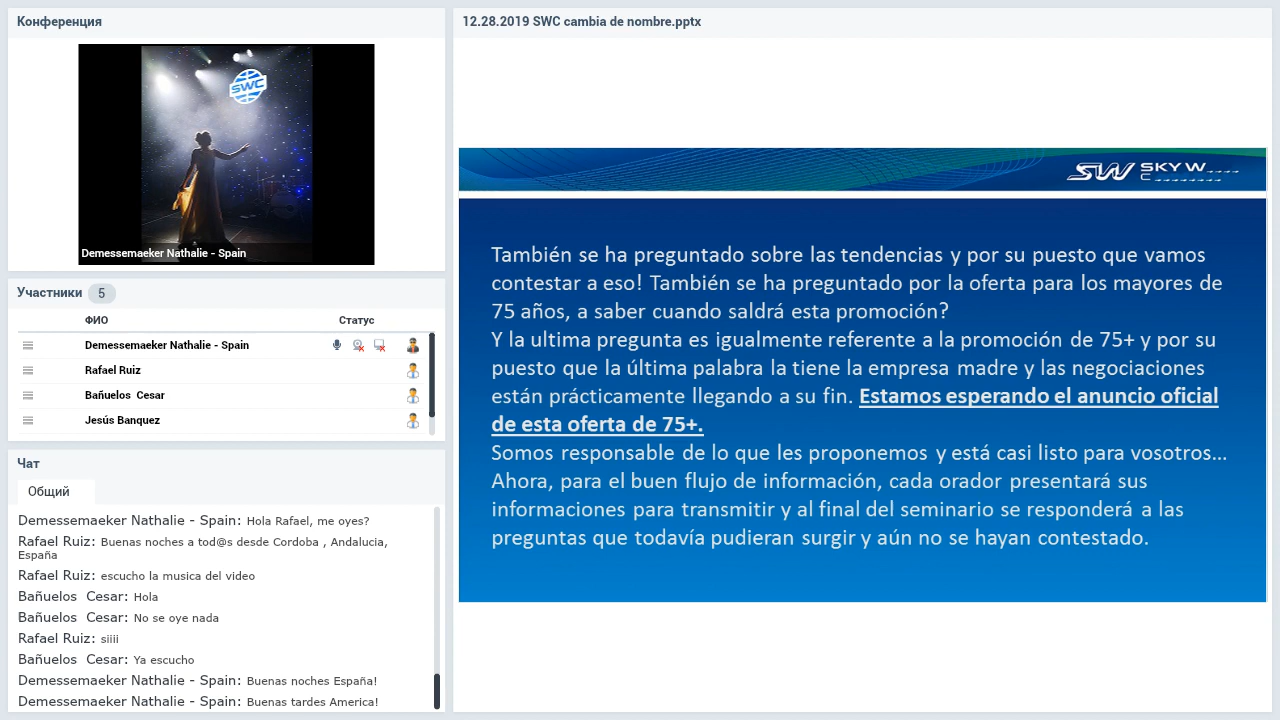 Конференция
SWC
Demessemaeker Nathalie - Spain
Участники 5
ФИО Статус
Demessemaeker Nathalie - Spain
Rafael Ruiz
Bañuelos Cesar
Jesús Banquez
Чат
Общий
Demessemaeker Nathalie - Spain: Hola Rafael, me oyes?
Rafael Ruiz: Buenas noches a tod@s desde Cordoba , Andalucia,
España
Rafael Ruiz: escucho la musica del video
Bañuelos Cesar: Hola
Bañuelos Cesar: No se oye nada
Rafael Ruiz: siiii
Bañuelos Cesar: Ya escucho
Demessemaeker Nathalie - Spain: Buenas noches España!
Demessemaeker Nathalie - Spain: Buenas tardes America!
12.28.2019 SWC cambia de nombre.pptx
SW SKY W
C
También se ha preguntado sobre las tendencias y por su puesto que vamos
contestar a eso! También se ha preguntado por la oferta para los mayores de
75 años, a saber cuando saldrá esta promoción?
Y la ultima pregunta es igualmente referente a la promoción de 75+ y por su
puesto que la última palabra la tiene la empresa madre y las negociaciones
están prácticamente llegando a su fin. Estamos esperando el anuncio oficial
de esta oferta de 75+.
Somos responsable de lo que les proponemos y está casi listo para vosotros...
Ahora, para el buen flujo de información, cada orador presentará sus
informaciones para transmitir y al final del seminario se responderá a las
preguntas que todavía pudieran surgir y aún no se hayan contestado.